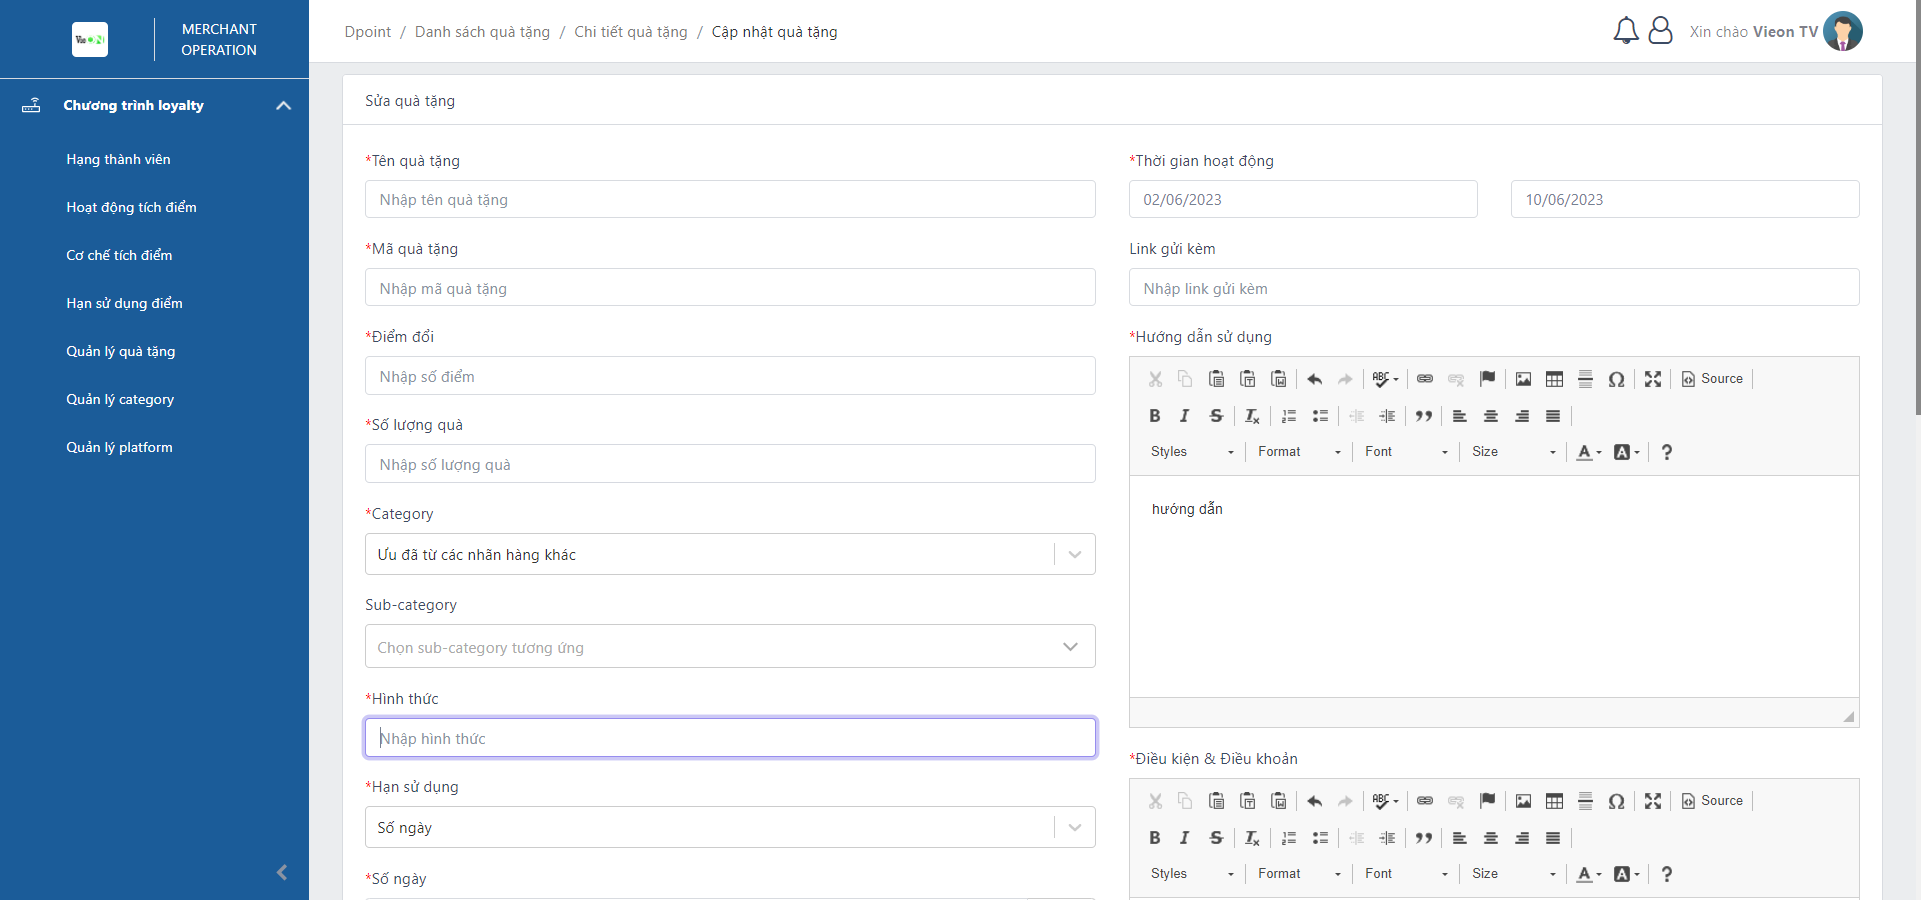 MERCHANT
OPERATION
Chương trình loyalty
Hạng thành viên
Hoạt động tích điểm
Cơ chế tích điểm
Hạn sử dụng điểm
Quản lý quà tặng
Quản lý category
Quản lý platform
Dpoint / Danh sách quà tặng / Chi tiết quà tặng / Cập nhật quà tặng
Xin chào Vieon TV
Sửa quà tặng
*Tên quà tặng
Nhập tên quà tặng
*Mã quà tặng
Nhập mã quà tặng
*Điểm đổi
Nhập số điểm
*Số lượng quà
Nhập số lượng quà
*Category
Ưu đã từ các nhãn hàng khác
Sub-category
Chọn sub-category tương ứng
*Hình thức
Nhập hình thức
*Hạn sử dụng
Số ngày
*Số ngày
*Thời gian hoạt động
02/06/2023
10/06/2023
Link gửi kèm
Nhập link gửi kèm
*Hướng dẫn sử dụng
Source
Styles Format Font Size
hướng dẫn
*Điều kiện & Điều khoản
Source
Styles Format Font Size